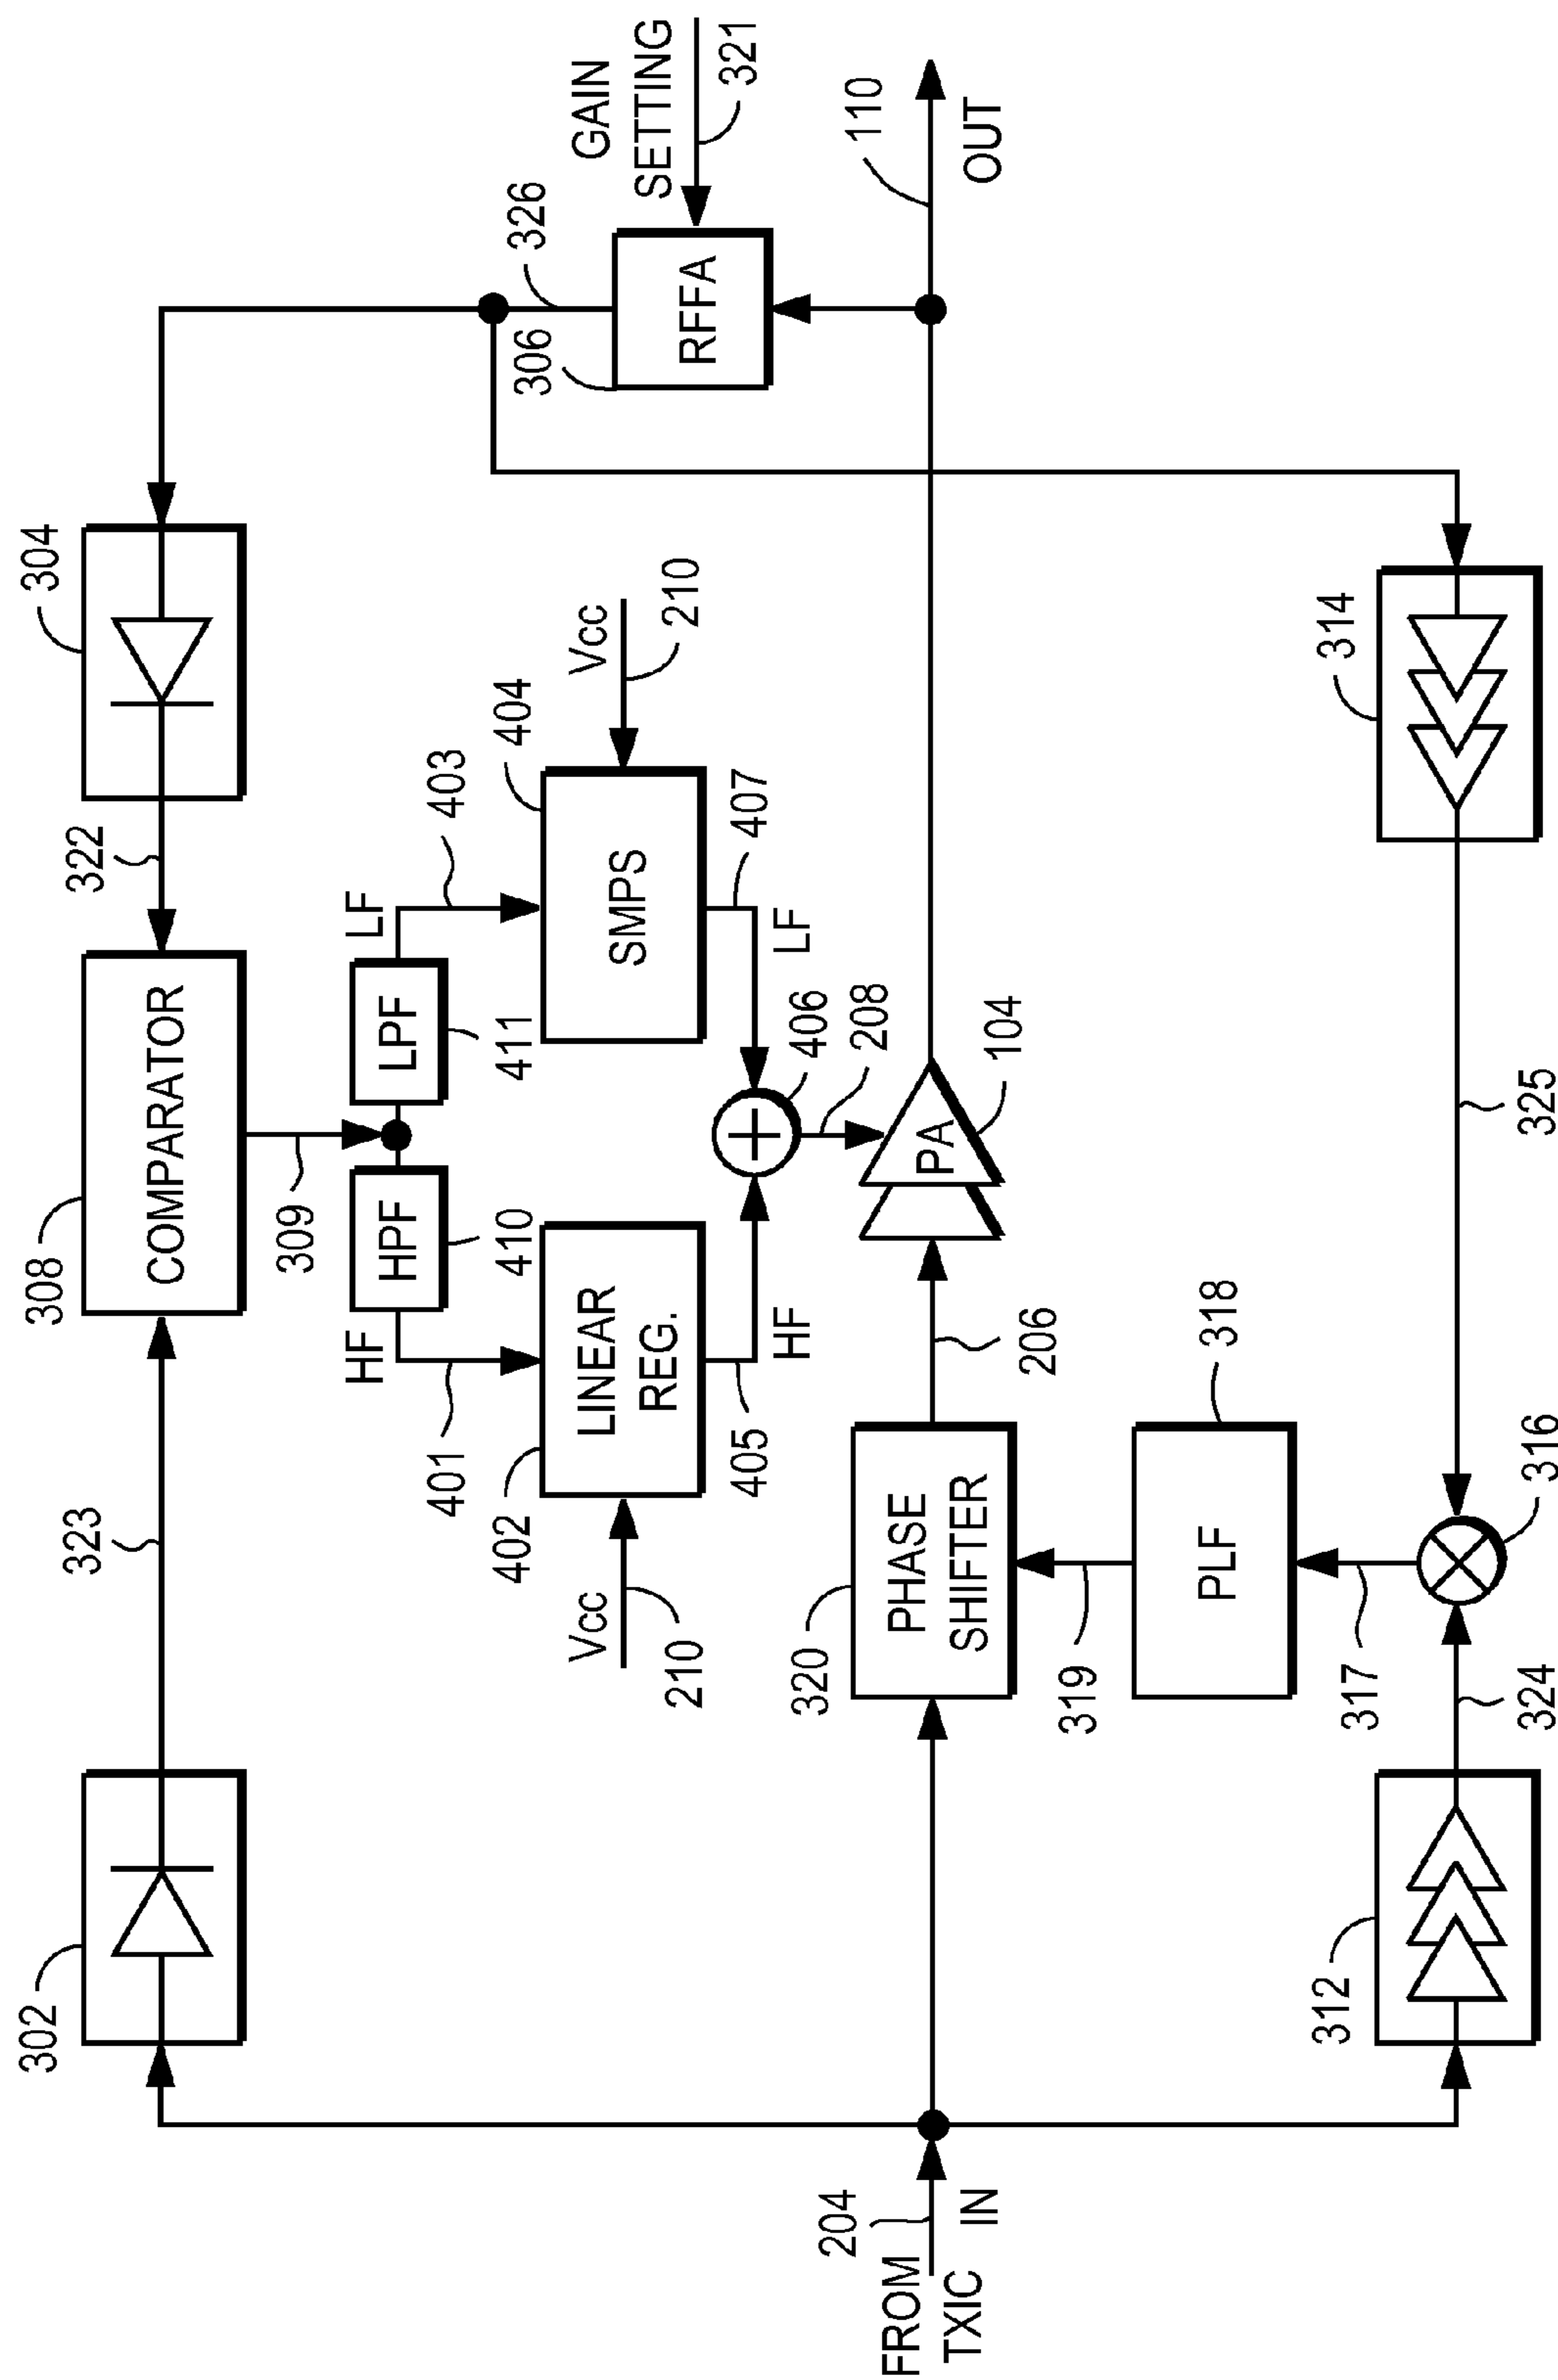 302
323
308
COMPARATOR
322
304
309
HF
HPF
410
LPF
411
LF
401
403
Vcc
210
402
LINEAR
REG.
404
SMPS
Vcc
210
405
HF
407
LF
406
208
326
306
RFFA
GAIN
SETTING
321
204
FROM
TXIC
IN
320
PHASE
SHIFTER
206
PA
104
110
OUT
319
PLF
318
317
312
324
316
325
314